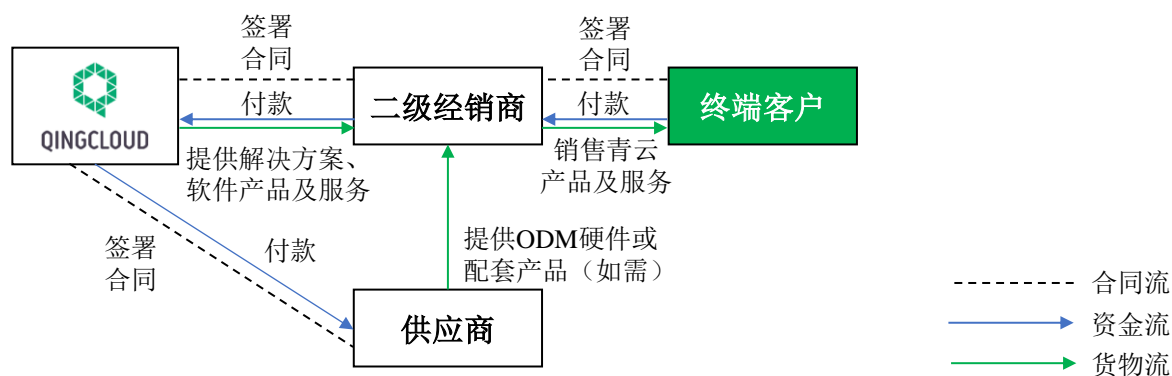 签署
合同
签署
合同
QINGCLOUD
付款
二级经销商
付款
终端客户
提供解决方案、
软件产品及服务
销售青云
产品及服务
签署
合同
付款
提供ODM硬件或
配套产品（如需）
供应商
合同流
资金流
货物流